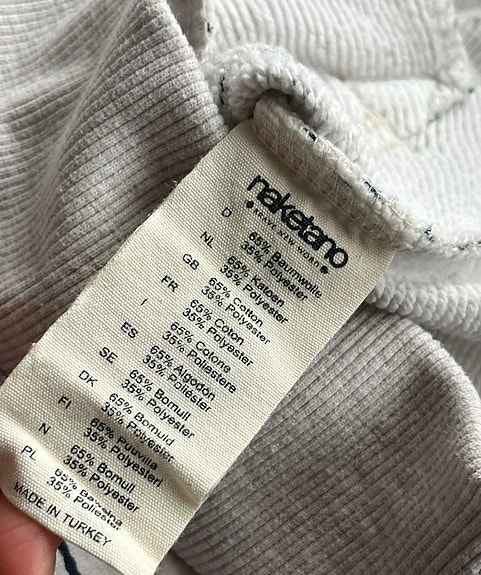 naketano
BRAVE NEW WORLD
D 65% Baumwolle
35% Polyester
NL 65% Katoen
35% Polyester
GB 65% Cotton
35% Polyester
FR 65% Coton
35% Polyester
I 65% Cotone
35% Poliestere
ES 65% Algodón
35% Poliéster
SE 65% Bomull
35% Polyester
DK 65% Bomuld
35% Polyester
FI 65% Puuvilla
35% Polyesteri
N 65% Bomull
35% Polyester
PL 65% Bawełna
35% Poliester
MADE IN TURKEY